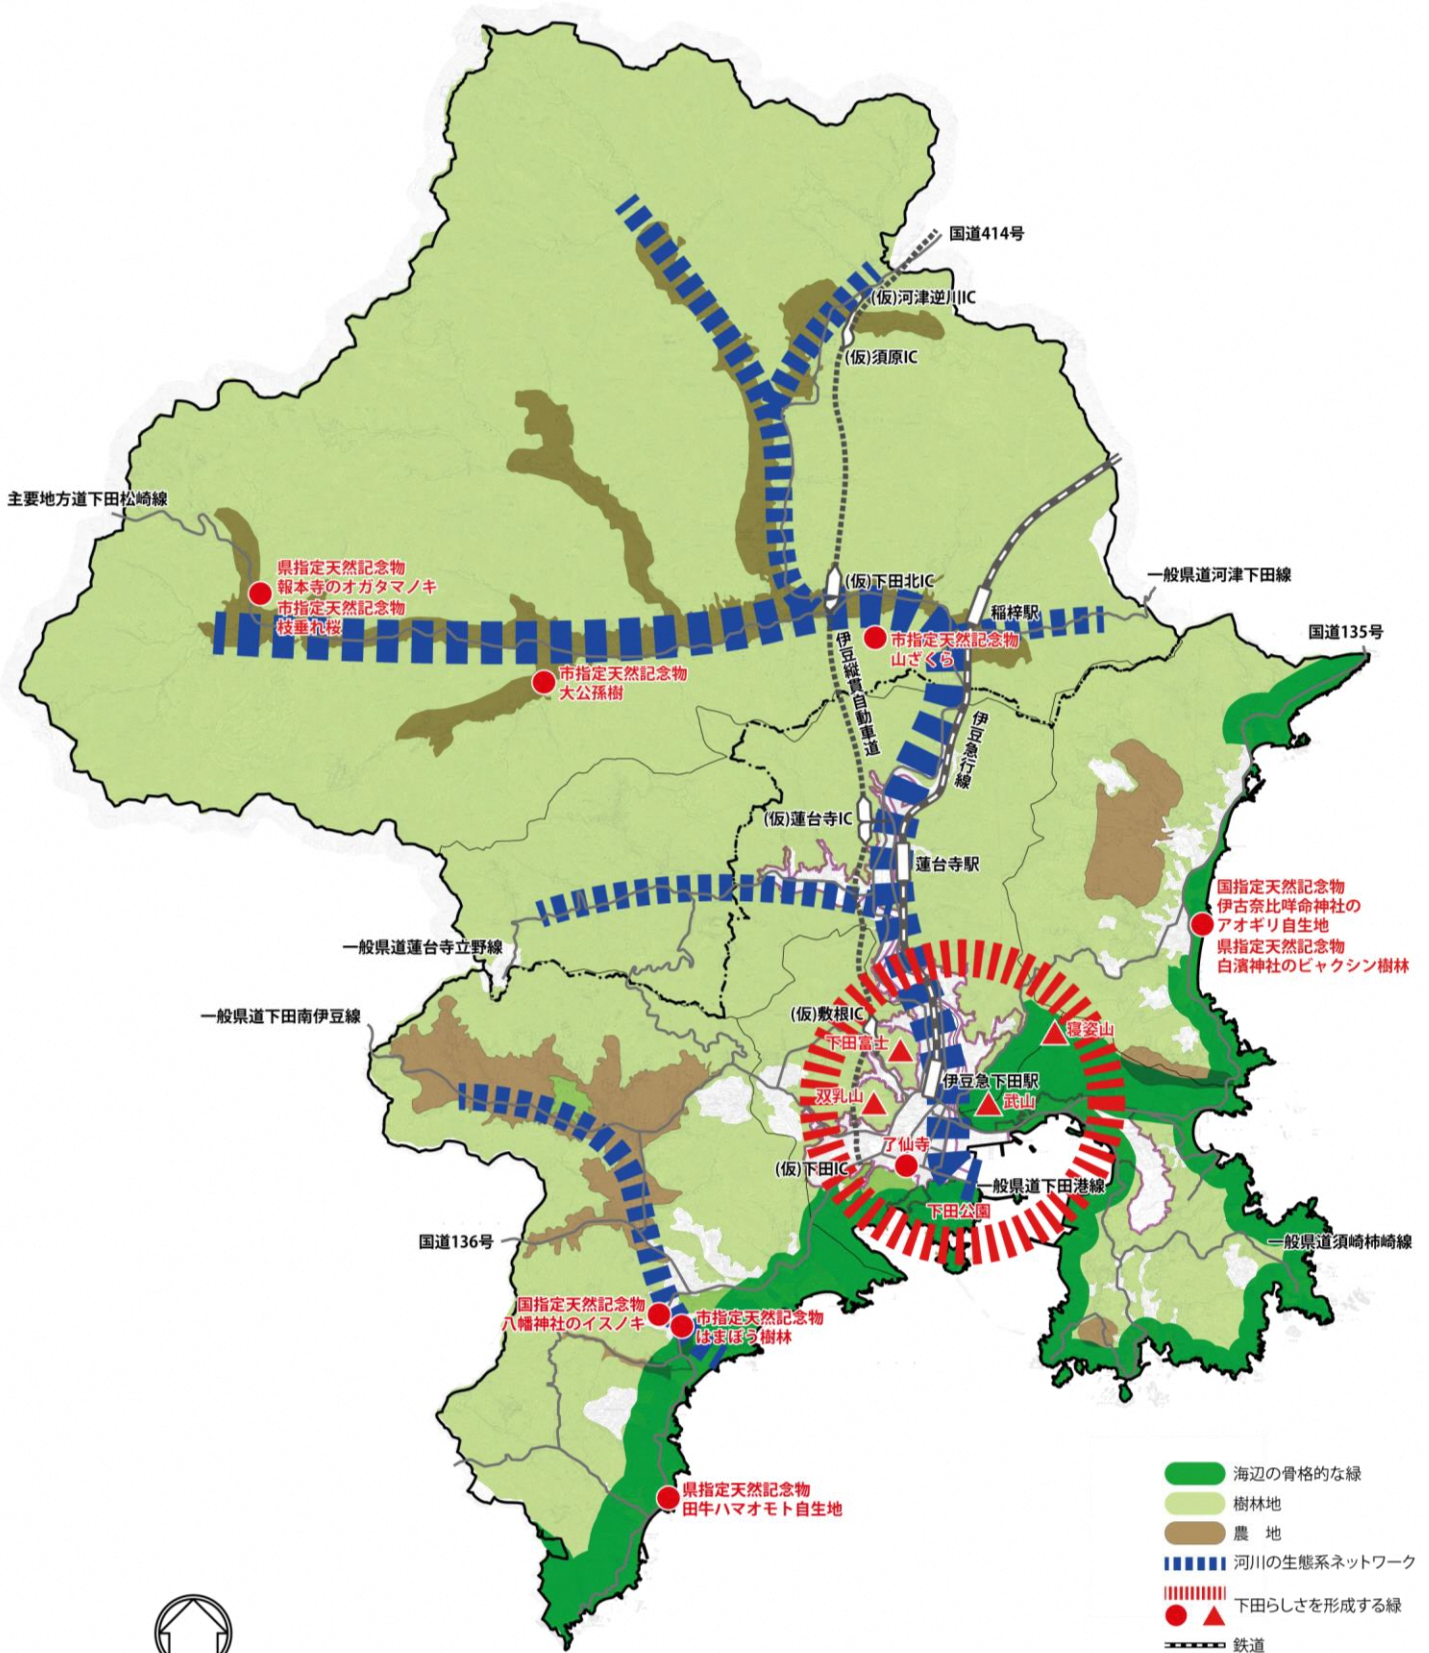 国道414号
(仮)河津逆川IC
(仮)須原IC
主要地方道下田松崎線
県指定天然記念物
報本寺のオガタマノキ
市指定天然記念物
枝垂れ桜
(仮)下田北IC
一般県道河津下田線
稲梓駅
国道135号
市指定天然記念物
山ざくら
市指定天然記念物
大公孫樹
伊豆縦貫自動車道
伊豆急行線
(仮)蓮台寺IC
蓮台寺駅
国指定天然記念物
伊古奈比咩命神社の
アオギリ自生地
県指定天然記念物
白濱神社のビャクシン樹林
一般県道蓮台寺立野線
一般県道下田南伊豆線
(仮)敷根IC
下田富士
寝姿山
伊豆急下田駅
双乳山
武山
了仙寺
(仮)下田IC
一般県道下田港線
下田公園
国道136号
一般県道須崎柿崎線
国指定天然記念物
八幡神社のイスノキ
市指定天然記念物
はまぼう樹林
県指定天然記念物
田牛ハマオモト自生地
海辺の骨格的な緑
樹林地
農　地
河川の生態系ネットワーク
下田らしさを形成する緑
鉄道